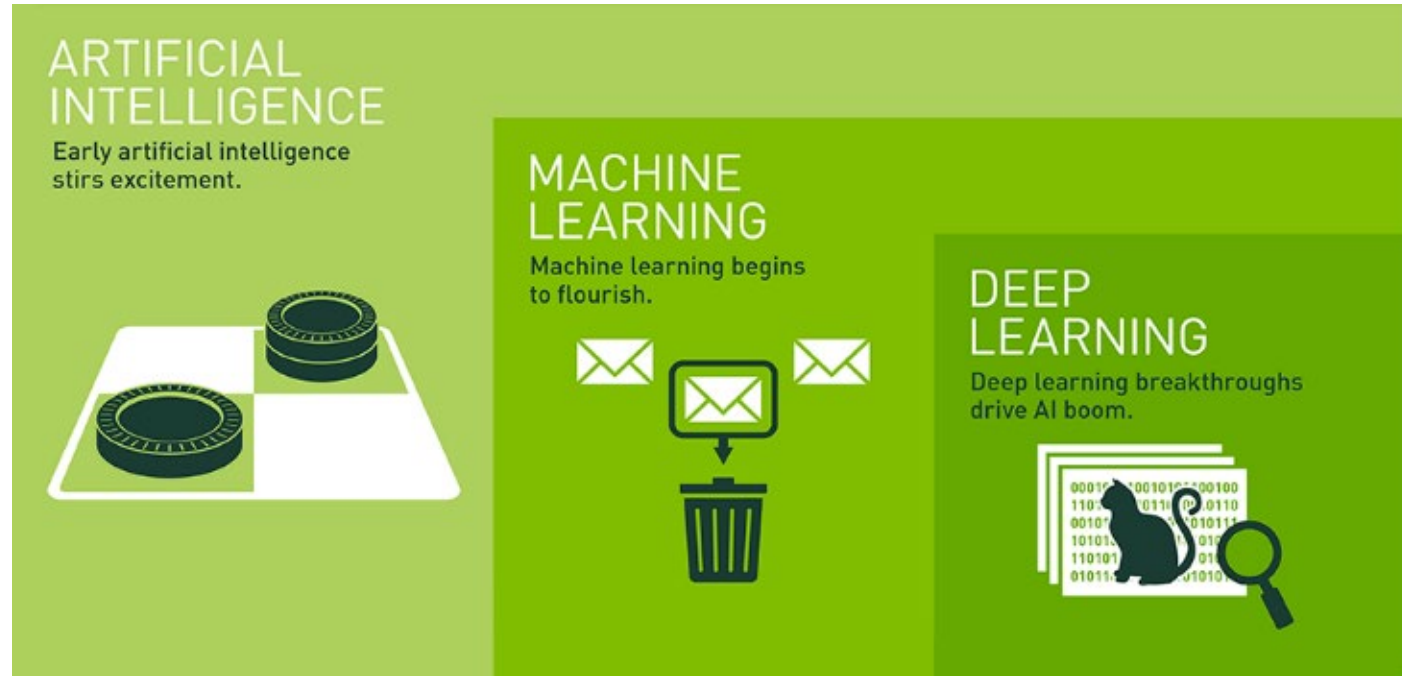 ARTIFICIAL
INTELLIGENCE
Early artificial intelligence
stirs excitement.
MACHINE
LEARNING
Machine learning begins
to flourish.
DEEP
LEARNING
Deep learning breakthroughs
drive AI boom.